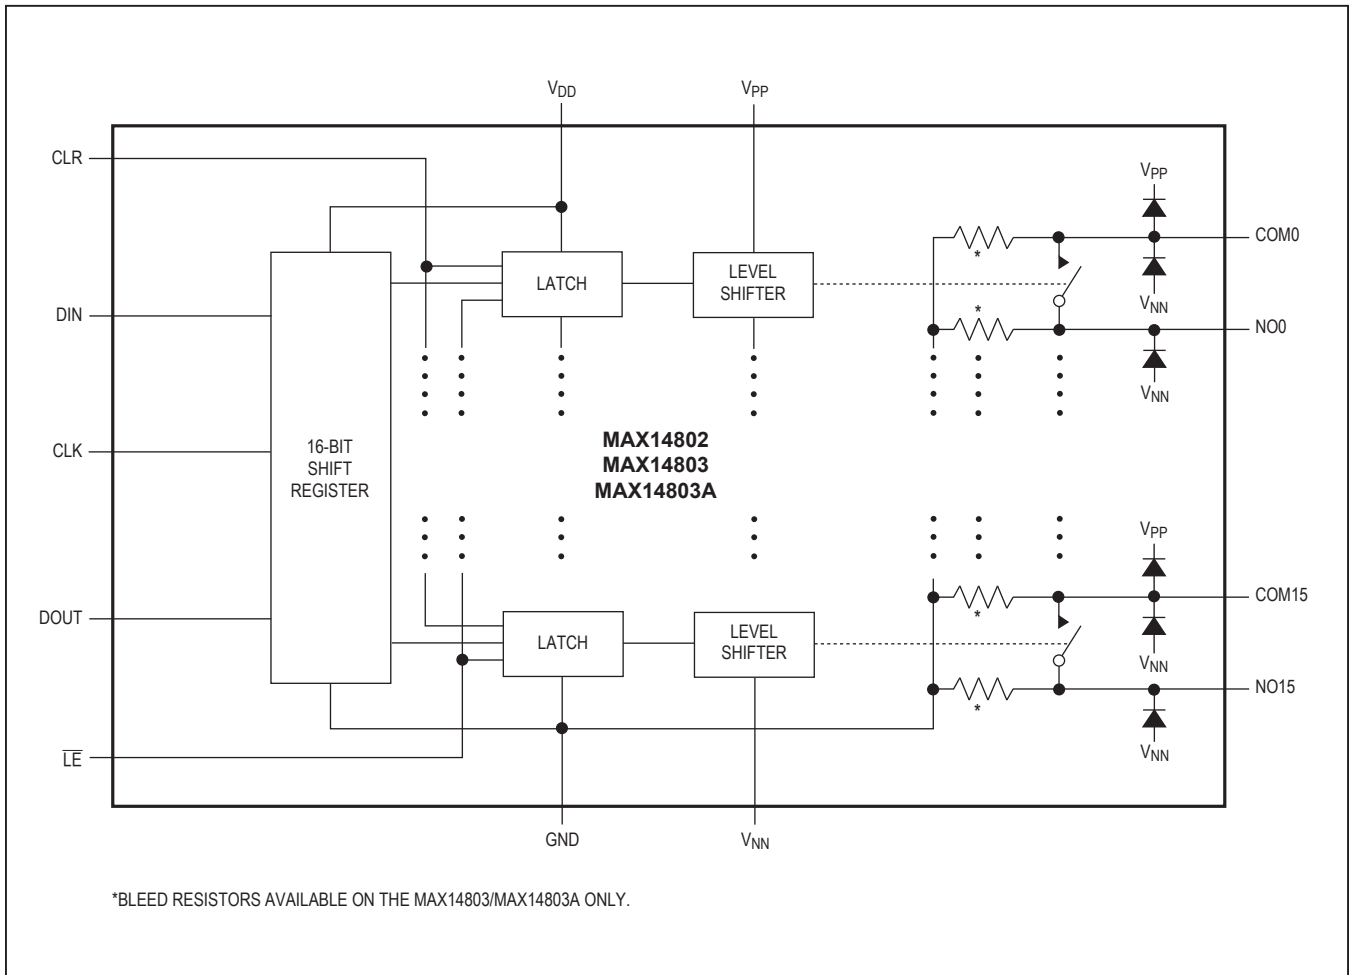 VDD
VPP
CLR
VPP
COM0
LATCH
LEVEL
SHIFTER
*
VNN
DIN
*
NO0
VNN
CLK
16-BIT
SHIFT
REGISTER
MAX14802
MAX14803
MAX14803A
VPP
COM15
DOUT
LATCH
LEVEL
SHIFTER
*
VNN
NO15
*
VNN
LE
GND
VNN
*BLEED RESISTORS AVAILABLE ON THE MAX14803/MAX14803A ONLY.